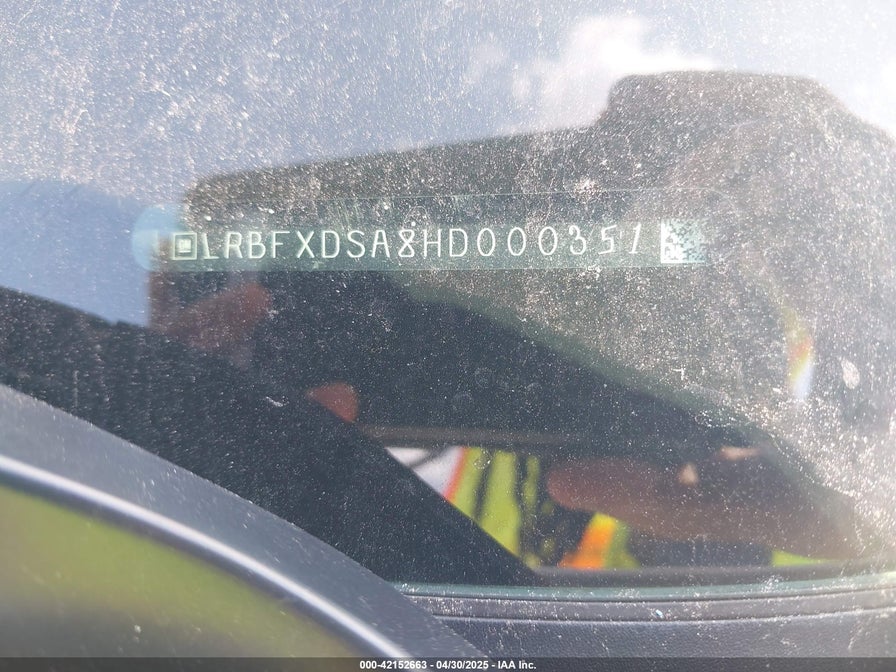 LRBFXDSA8HD000351
000-42152663 - 04/30/2025 - IAA Inc.